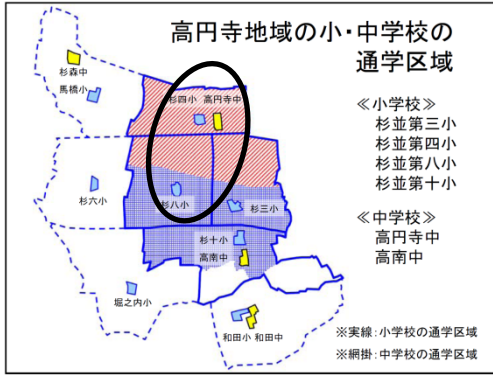 高円寺地域の小・中学校の
通学区域
杉森中
馬橋小
杉四小 高円寺中
≪小学校≫
杉並第三小
杉並第四小
杉並第八小
杉並第十小
杉六小
杉八小
杉三小
≪中学校≫
高円寺中
高南中
杉十小
高南中
堀之内小
和田小 和田中
※実線:小学校の通学区域
※網掛:中学校の通学区域